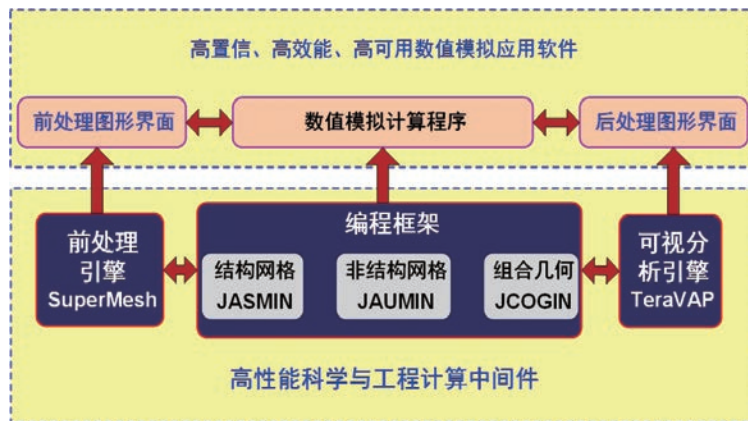 高置信、高效能、高可用数值模拟应用软件
前处理图形界面
数值模拟计算程序
后处理图形界面
前处理
引擎
SuperMesh
编程框架
结构网格
JASMIN
非结构网格
JAUMIN
组合几何
JCOGIN
可视分
析引擎
TeraVAP
高性能科学与工程计算中间件